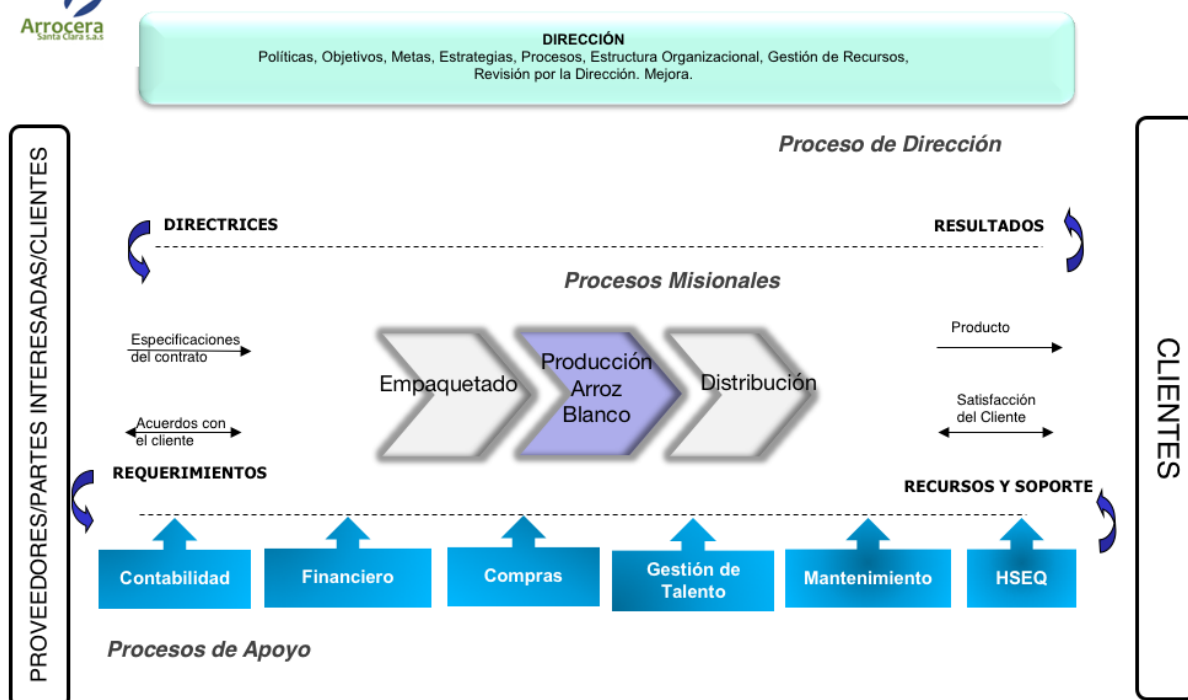 Arrocera
Santa Clara s.a.s
DIRECCIÓN
Políticas, Objetivos, Metas, Estrategias, Procesos, Estructura Organizacional, Gestión de Recursos,
Revisión por la Dirección. Mejora.
PROVEEDORES/PARTES INTERESADAS/CLIENTES
Proceso de Dirección
DIRECTRICES
RESULTADOS
Procesos Misionales
Especificaciones
del contrato
Empaquetado
Producción
Arroz
Blanco
Distribución
Producto
Acuerdos con
el cliente
Satisfacción
del Cliente
CLIENTES
REQUERIMIENTOS
RECURSOS Y SOPORTE
Contabilidad
Financiero
Compras
Gestión de
Talento
Mantenimiento
HSEQ
Procesos de Apoyo